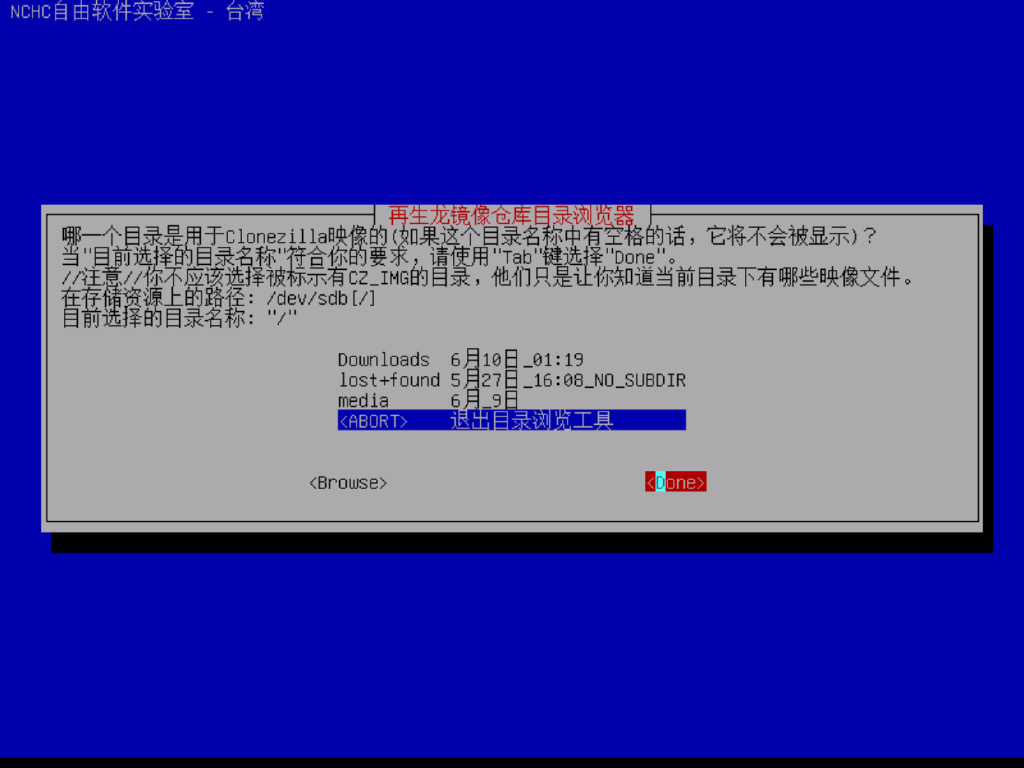 NCHC自由软件实验室 - 台湾
再生龙镜像仓库目录浏览器
哪一个目录是用于Clonezilla映像的(如果这个目录名称中有空格的话，它将不会被显示)？
当"目前选择的目录名称"符合你的要求，请使用"Tab"键选择"Done"。
//注意//你不应该选择被标示有CZ_IMG的目录，他们只是让你知道当前目录下有哪些映像文件。
在存储资源上的路径: /dev/sdb[/]
目前选择的目录名称: "/"
Downloads 6月10日_01:19
lost+found 5月27日_16:08_NO_SUBDIR
media 6月_9日
<ABORT> 退出目录浏览工具
<Browse> <Done>